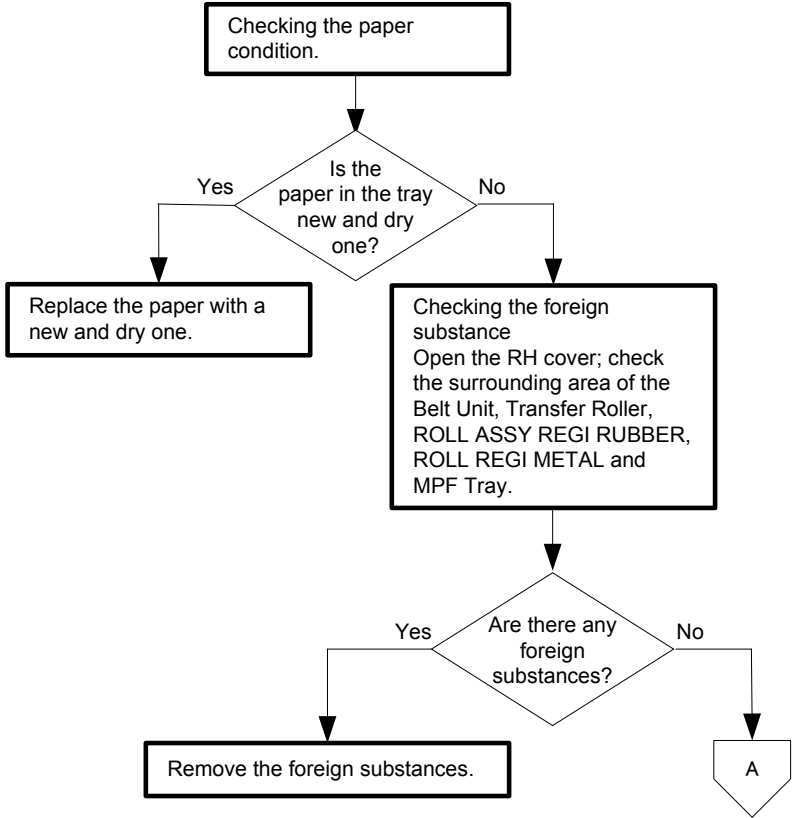 Checking the paper
condition.
Is the
paper in the tray
new and dry
one?
Yes
No
Replace the paper with a
new and dry one.
Checking the foreign
substance
Open the RH cover; check
the surrounding area of the
Belt Unit, Transfer Roller,
ROLL ASSY REGI RUBBER,
ROLL REGI METAL and
MPF Tray.
Are there any
foreign
substances?
Yes
No
Remove the foreign substances.
A